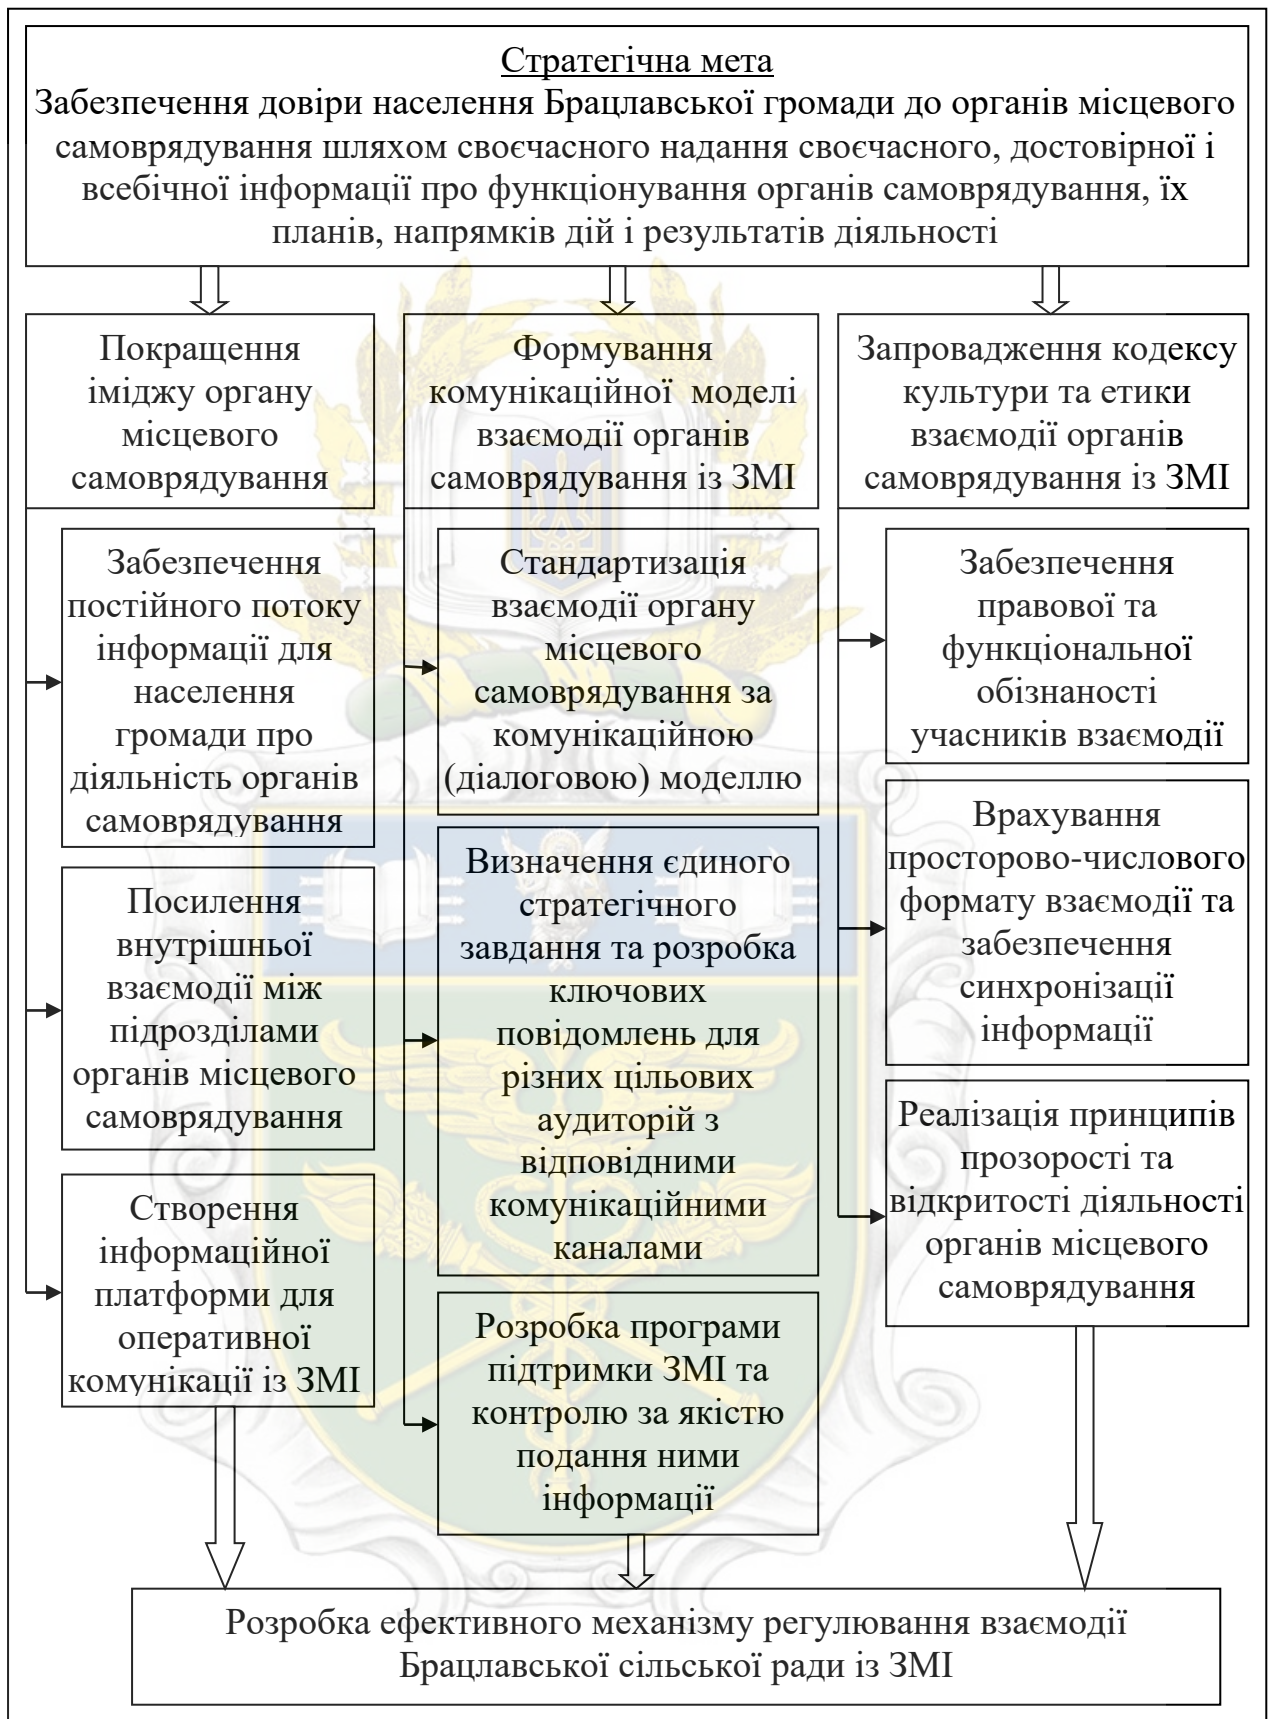 Стратегічна мета
Забезпечення довіри населення Брацлавської громади до органів місцевого
самоврядування шляхом своєчасного надання своєчасного, достовірної і
всебічної інформації про функціонування органів самоврядування, їх
планів, напрямків дій і результатів діяльності
Покращення
іміджу органу
місцевого
самоврядування
Забезпечення
постійного потоку
інформації для
населення
громади про
діяльність органів
самоврядування
Посилення
внутрішньої
взаємодії між
підрозділами
органів місцевого
самоврядування
Створення
інформаційної
платформи для
оперативної
комунікації із ЗМІ
Формування
комунікаційної моделі
взаємодії органів
самоврядування із ЗМІ
Стандартизація
взаємодії органу
місцевого
самоврядування за
комунікаційною
(діалоговою) моделлю
Визначення єдиного
стратегічного
завдання та розробка
ключових
повідомлень для
різних цільових
аудиторій з
відповідними
комунікаційними
каналами
Розробка програми
підтримки ЗМІ та
контролю за якістю
подання ними
інформації
Запровадження кодексу
культури та етики
взаємодії органів
самоврядування із ЗМІ
Забезпечення
правової та
функціональної
обізнаності
учасників взаємодії
Врахування
просторово-числового
формату взаємодії та
забезпечення
синхронізації
інформації
Реалізація принципів
прозорості та
відкритості діяльності
органів місцевого
самоврядування
Розробка ефективного механізму регулювання взаємодії
Брацлавської сільської ради із ЗМІ